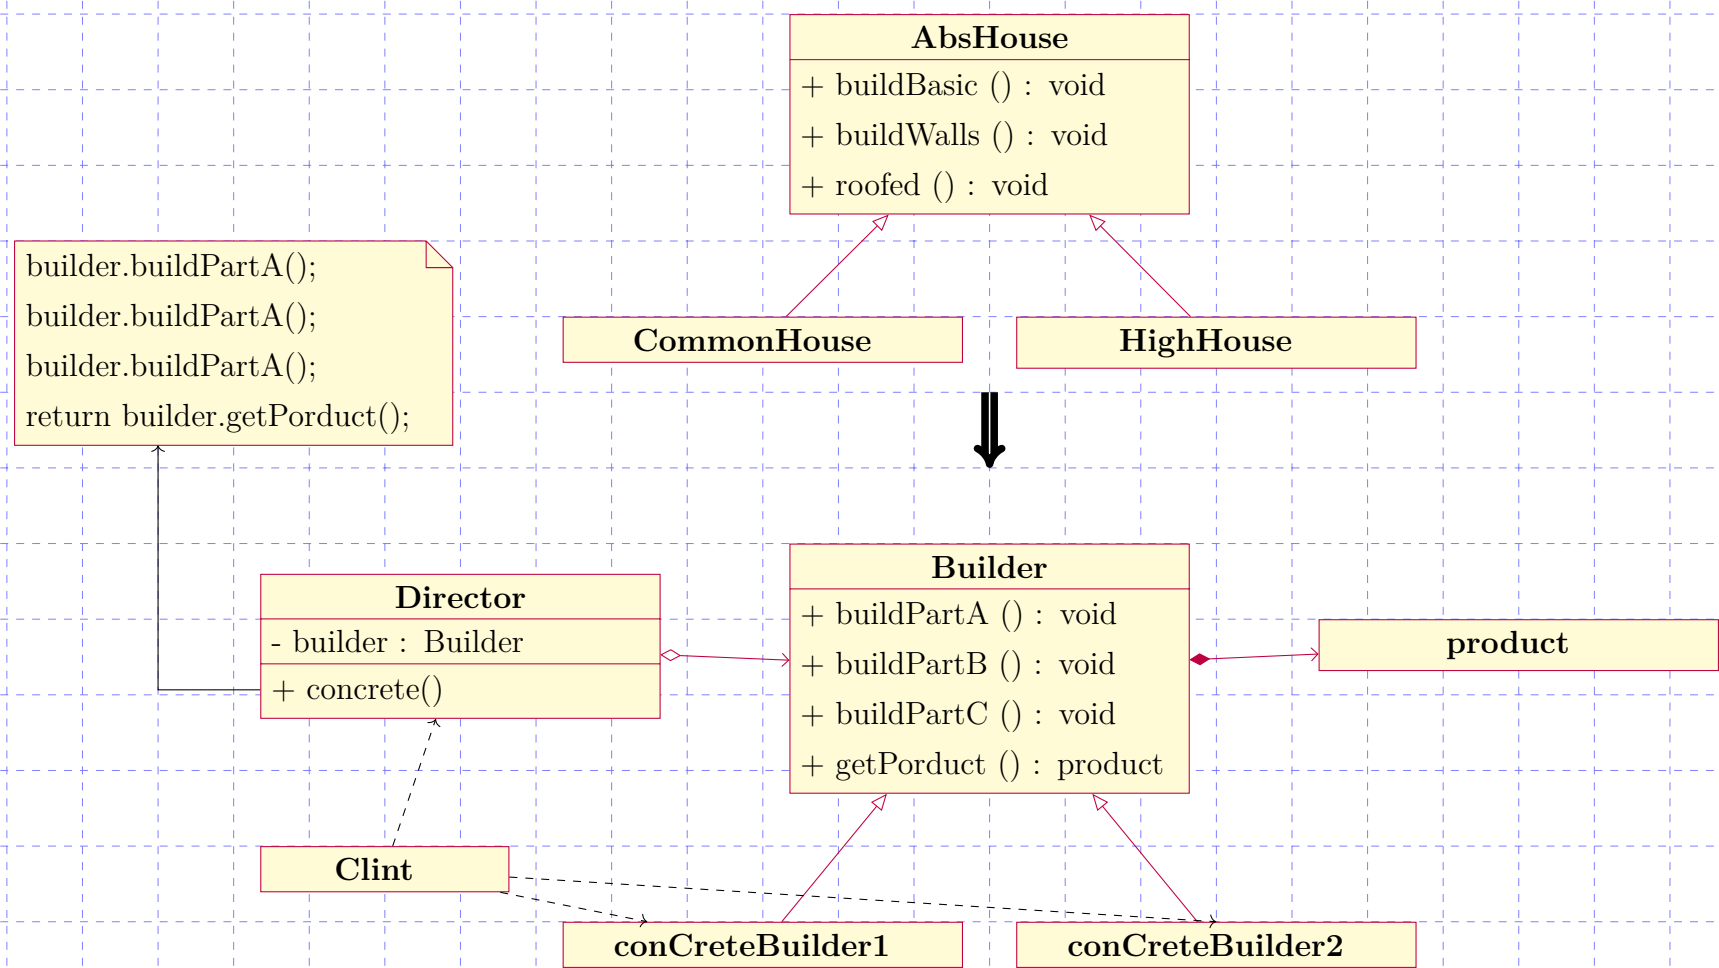 AbsHouse
+ buildBasic () : void
+ buildWalls () : void
+ roofed () : void
builder.buildPartA();
builder.buildPartA();
builder.buildPartA();
return builder.getPorduct();
CommonHouse
HighHouse
Director
- builder : Builder
+ concrete()
Builder
+ buildPartA () : void
+ buildPartB () : void
+ buildPartC () : void
+ getPorduct () : product
product
Clint
conCreteBuilder1
conCreteBuilder2